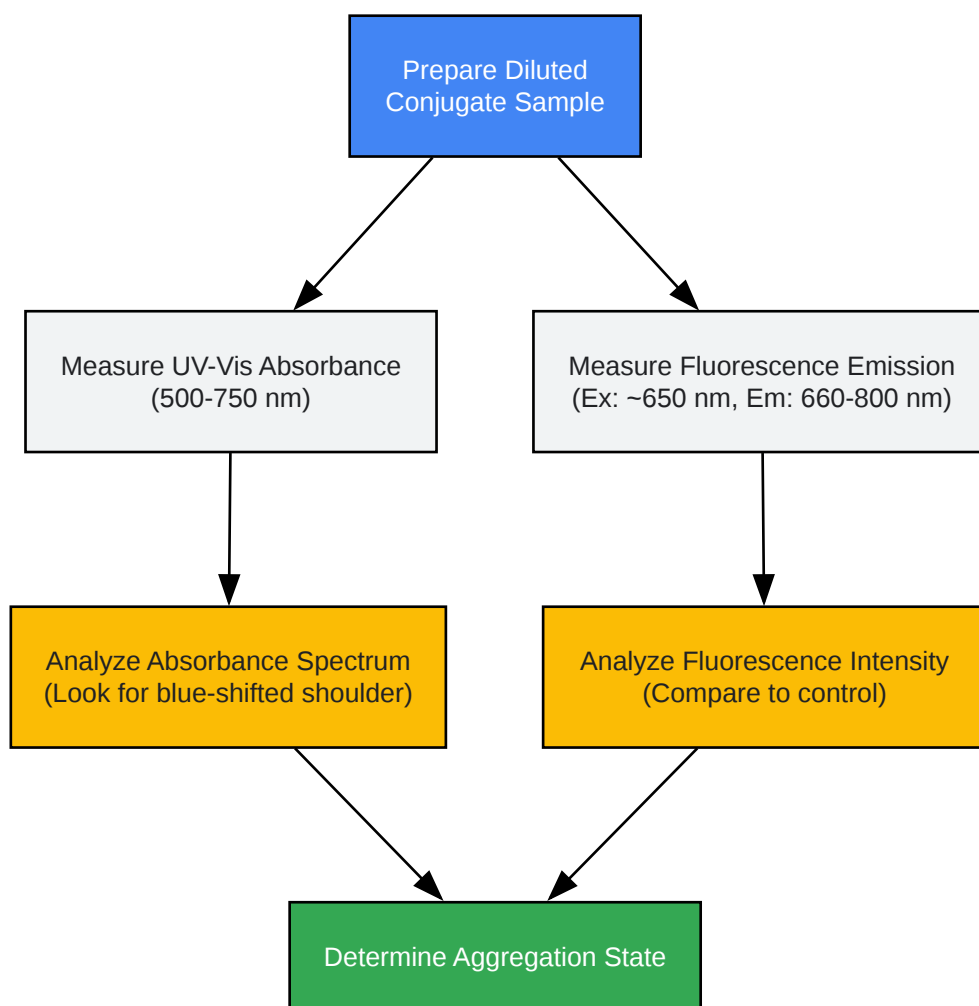 Prepare Diluted
Conjugate Sample
Measure UV-Vis Absorbance
(500-750 nm)
Measure Fluorescence Emission
(Ex: ~650 nm, Em: 660-800 nm)
Analyze Absorbance Spectrum
(Look for blue-shifted shoulder)
Analyze Fluorescence Intensity
(Compare to control)
Determine Aggregation State